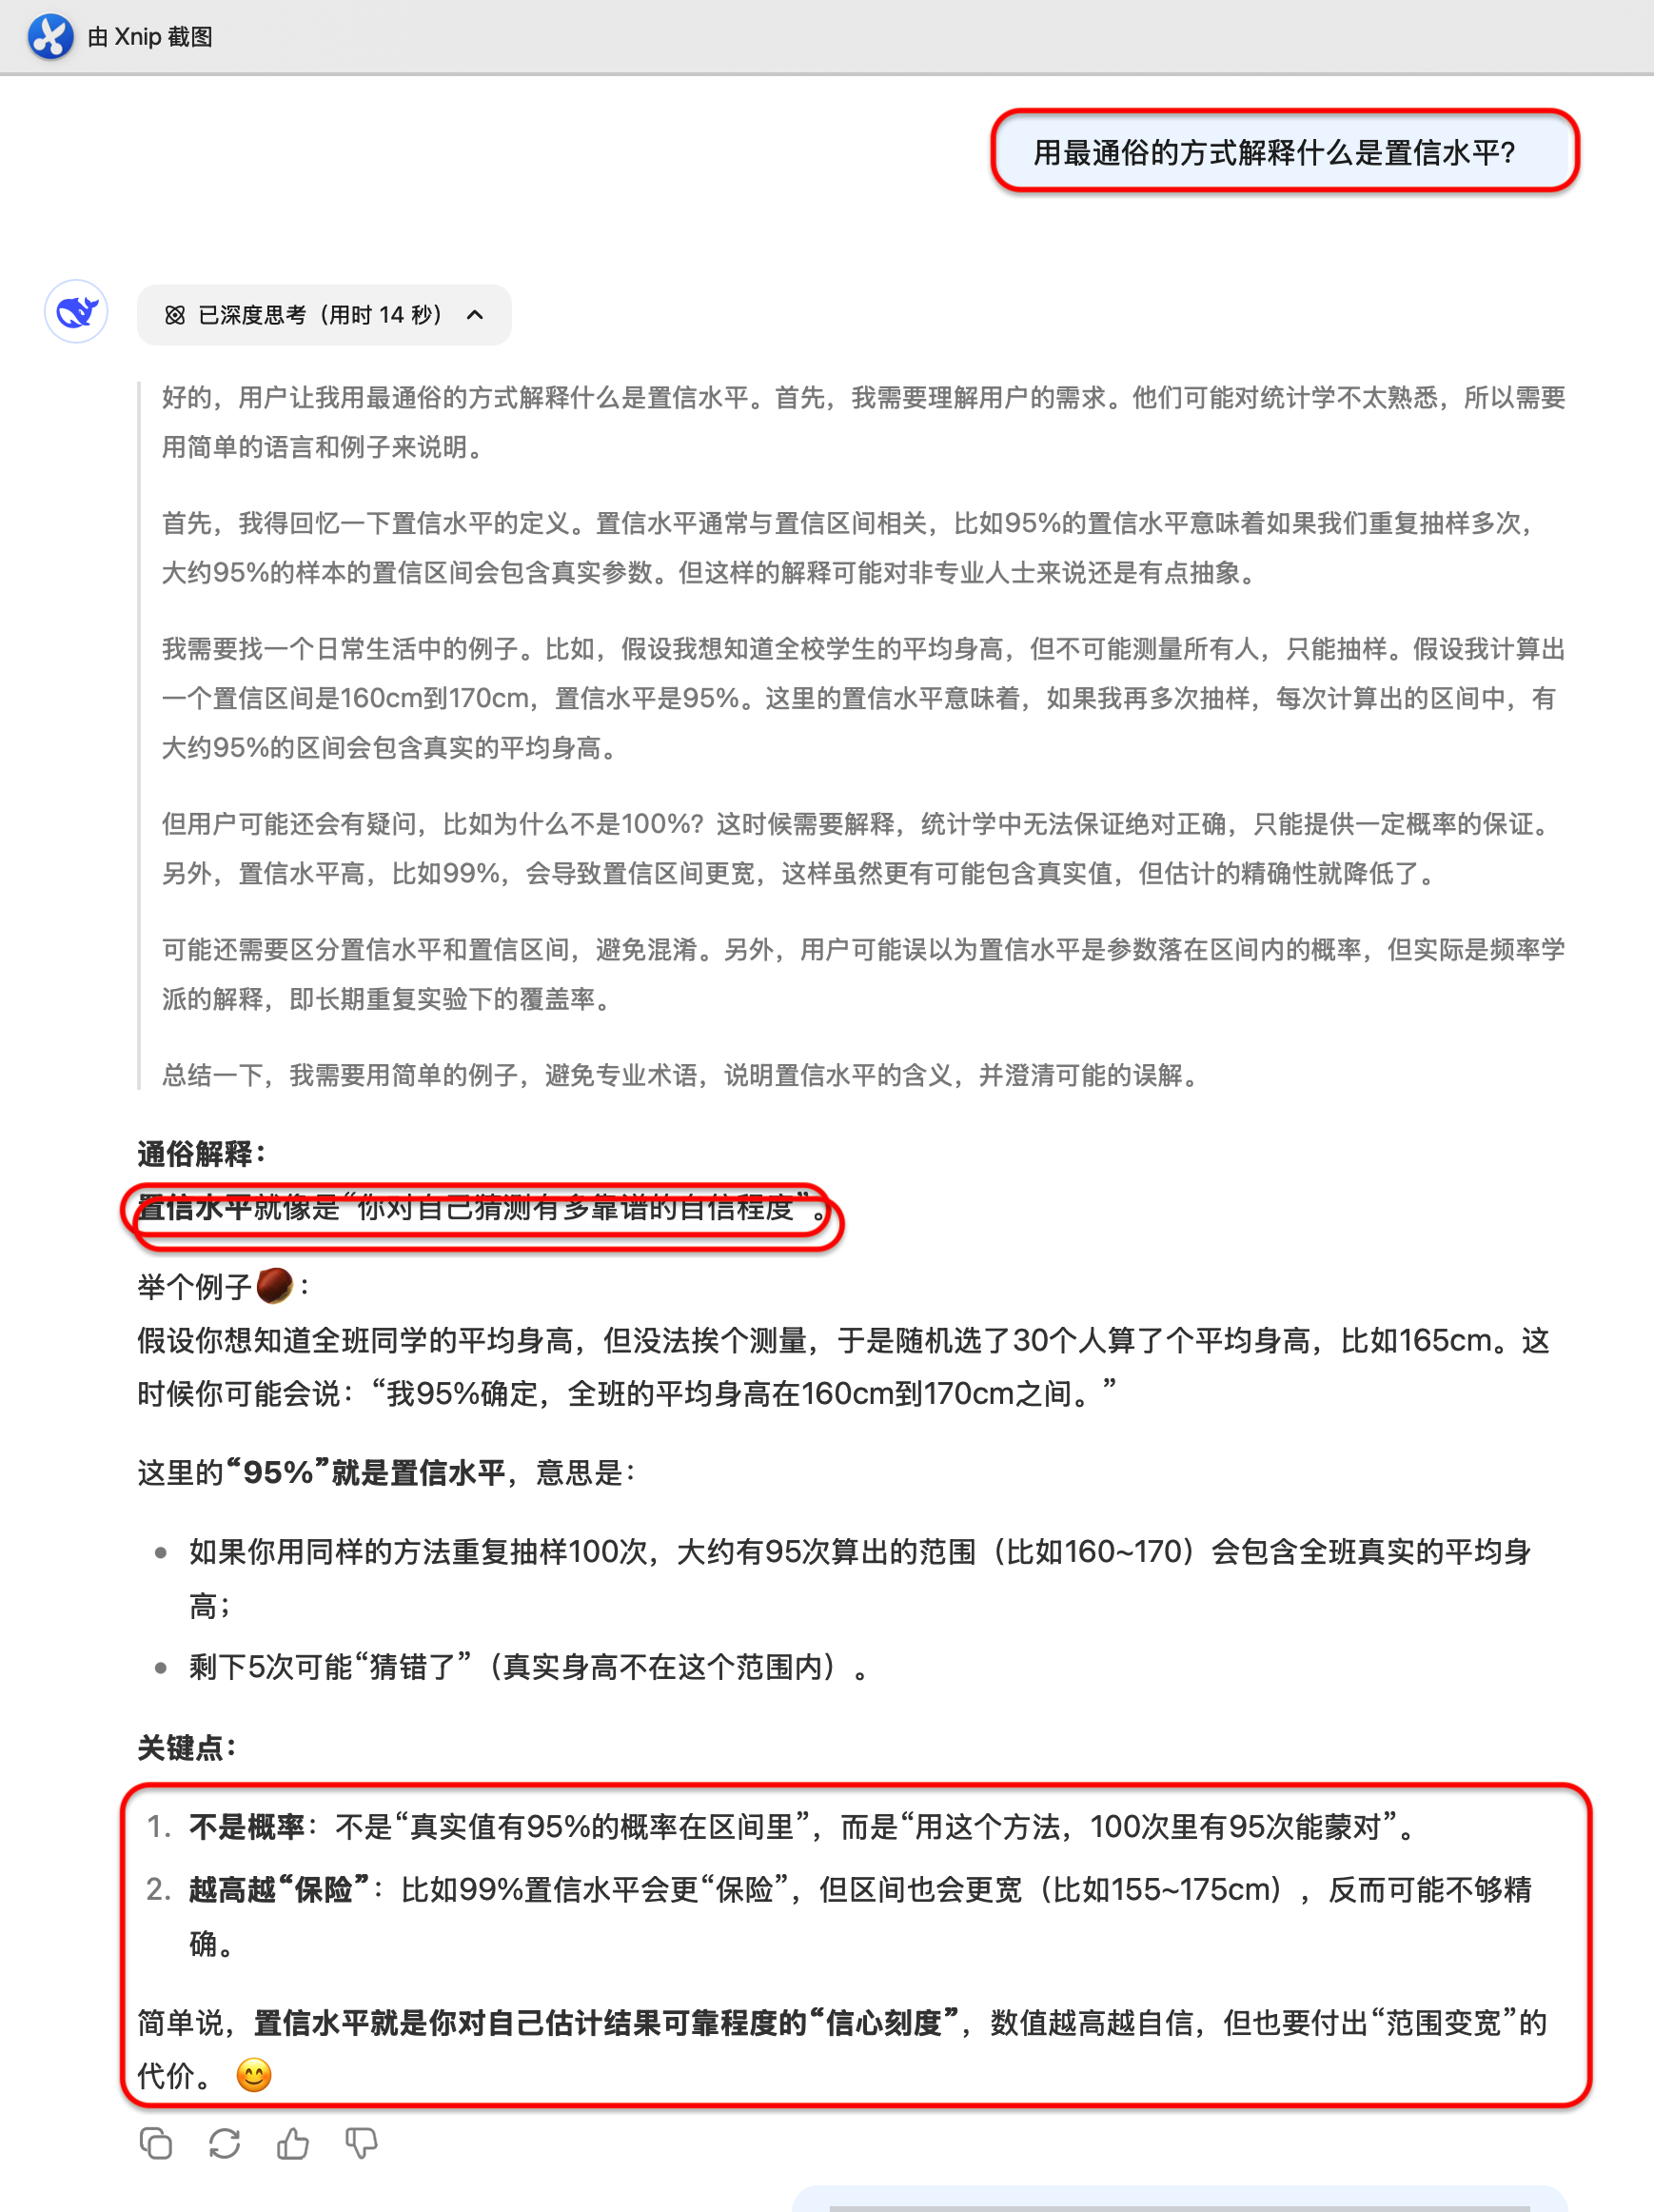 由 Xnip 截图
用最通俗的方式解释什么是置信水平?
已深度思考（用时 14 秒）
好的，用户让我用最通俗的方式解释什么是置信水平。首先，我需要理解用户的需求。他们可能对统计学不太熟悉，所以需要
用简单的语言和例子来说明。
首先，我得回忆一下置信水平的定义。置信水平通常与置信区间相关，比如95%的置信水平意味着如果我们重复抽样多次，
大约95%的样本的置信区间会包含真实参数。但这样的解释可能对非专业人士来说还是有点抽象。
我需要找一个日常生活中的例子。比如，假设我想知道全校学生的平均身高，但不可能测量所有人，只能抽样。假设我计算出
一个置信区间是160cm到170cm，置信水平是95%。这里的置信水平意味着，如果我再多次抽样，每次计算出的区间中，有
大约95%的区间会包含真实的平均身高。
但用户可能还会有疑问，比如为什么不是100%？这时候需要解释，统计学中无法保证绝对正确，只能提供一定概率的保证。
另外，置信水平高，比如99%，会导致置信区间更宽，这样虽然更有可能包含真实值，但估计的精确性就降低了。
可能还需要区分置信水平和置信区间，避免混淆。另外，用户可能误以为置信水平是参数落在区间内的概率，但实际是频率学
派的解释，即长期重复实验下的覆盖率。
总结一下，我需要用简单的例子，避免专业术语，说明置信水平的含义，并澄清可能的误解。
通俗解释：
置信水平就像是“你对自己猜测有多靠谱的自信程度”。
举个例子🌰：
假设你想知道全班同学的平均身高，但没法挨个测量，于是随机选了30个人算了个平均身高，比如165cm。这
时候你可能会说：“我95%确定，全班的平均身高在160cm到170cm之间。”
这里的“95%”就是置信水平，意思是：
• 如果你用同样的方法重复抽样100次，大约有95次算出的范围（比如160~170）会包含全班真实的平均身
高；
• 剩下5次可能“猜错了”（真实身高不在这个范围内）。
关键点：
1. 不是概率：不是“真实值有95%的概率在区间里”，而是“用这个方法，100次里有95次能蒙对”。
2. 越高越“保险”：比如99%置信水平会更“保险”，但区间也会更宽（比如155~175cm），反而可能不够精
确。
简单说，置信水平就是你对自己估计结果可靠程度的“信心刻度”，数值越高越自信，但也要付出“范围变宽”的
代价。 😊